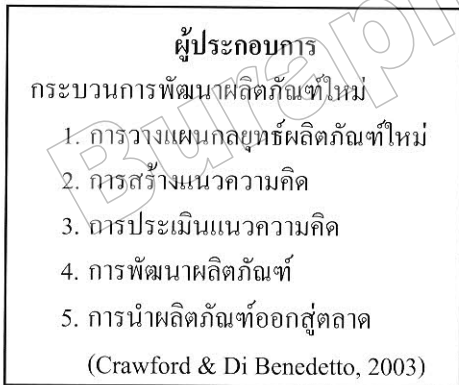 ผู้ประกอบการ
กระบวนการพัฒนาผลิตภัณฑ์ใหม่
1. การวางแผนกลยุทธ์ผลิตภัณฑ์ใหม่
2. การสร้างแนวความคิด
3. การประเมินแนวความคิด
4. การพัฒนาผลิตภัณฑ์
5. การนำผลิตภัณฑ์ออกสู่ตลาด
(Crawford & Di Benedetto, 2003)